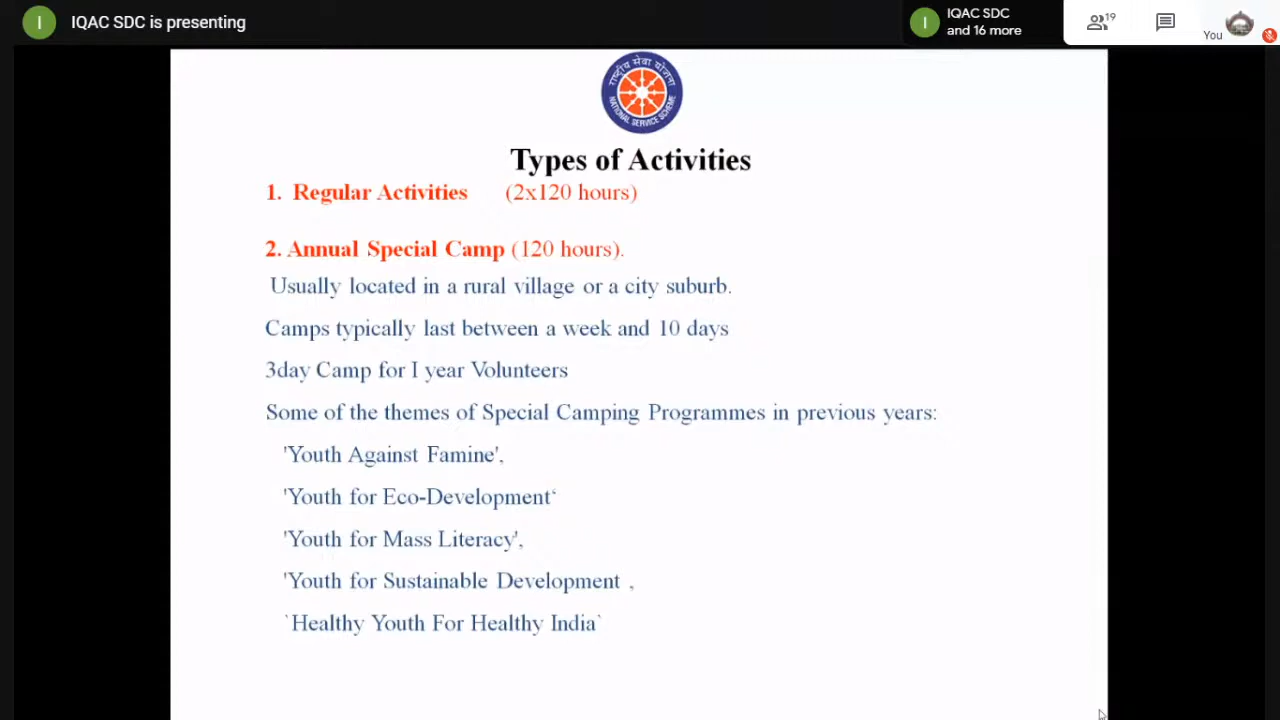 I IQAC SDC is presenting
I IQAC SDC
and 16 more
19
You
राष्ट्रीय सेवा योजना
NATIONAL SERVICE SCHEME
Types of Activities
1. Regular Activities (2x120 hours)
2. Annual Special Camp (120 hours).
Usually located in a rural village or a city suburb.
Camps typically last between a week and 10 days
3day Camp for I year Volunteers
Some of the themes of Special Camping Programmes in previous years:
'Youth Against Famine',
'Youth for Eco-Development‘
'Youth for Mass Literacy',
'Youth for Sustainable Development ,
`Healthy Youth For Healthy India`